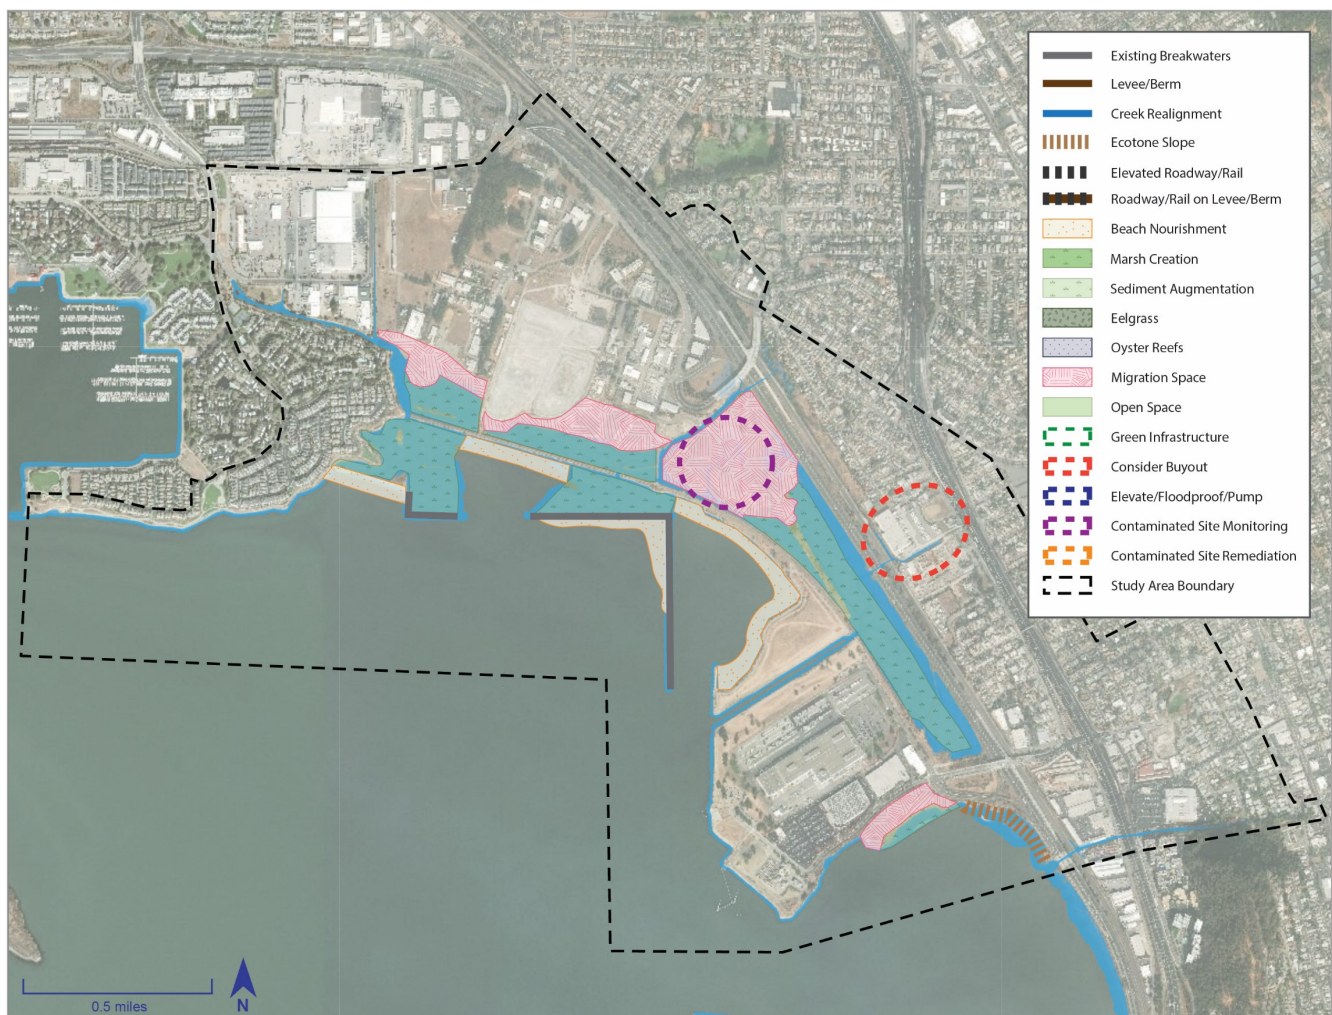 Existing Breakwaters
Levee/Berm
Creek Realignment
Ecotone Slope
Elevated Roadway/Rail
Roadway/Rail on Levee/Berm
Beach Nourishment
Marsh Creation
Sediment Augmentation
Eelgrass
Oyster Reefs
Migration Space
Open Space
Green Infrastructure
Consider Buyout
Elevate/Floodproof/Pump
Contaminated Site Monitoring
Contaminated Site Remediation
Study Area Boundary
0.5 miles
N